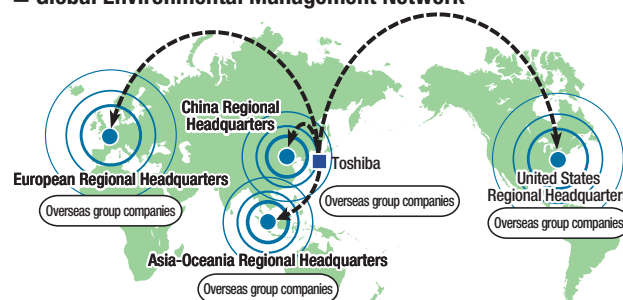 Global Environmental Management Network
China Regional
Headquarters
Toshiba
European Regional Headquarters
Overseas group companies
Overseas group companies
United States
Regional Headquarter
Overseas group companies
Asia-Oceania Regional Headquarters
Overseas group companies